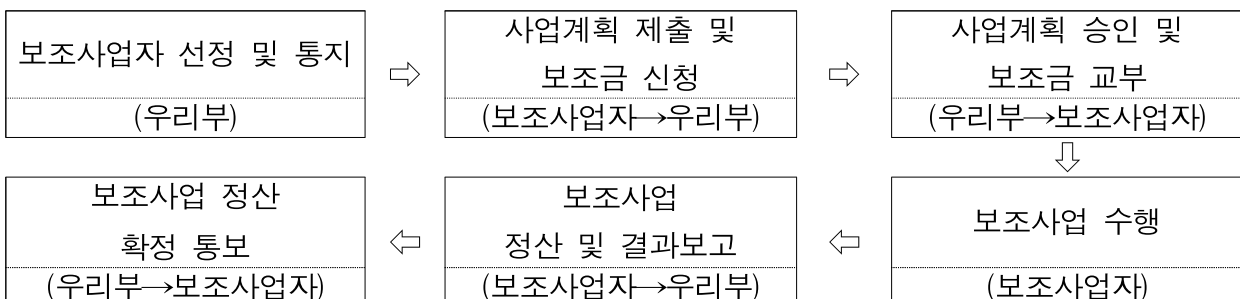 보조사업자 선정 및 통지
(우리부)
⇨
사업계획 제출 및
보조금 신청
(보조사업자→우리부)
⇨
사업계획 승인 및
보조금 교부
(우리부→보조사업자)
⇩
보조사업 수행
(보조사업자)
⇦
보조사업
정산 및 결과보고
(보조사업자→우리부)
⇦
보조사업 정산
확정 통보
(우리부→보조사업자)